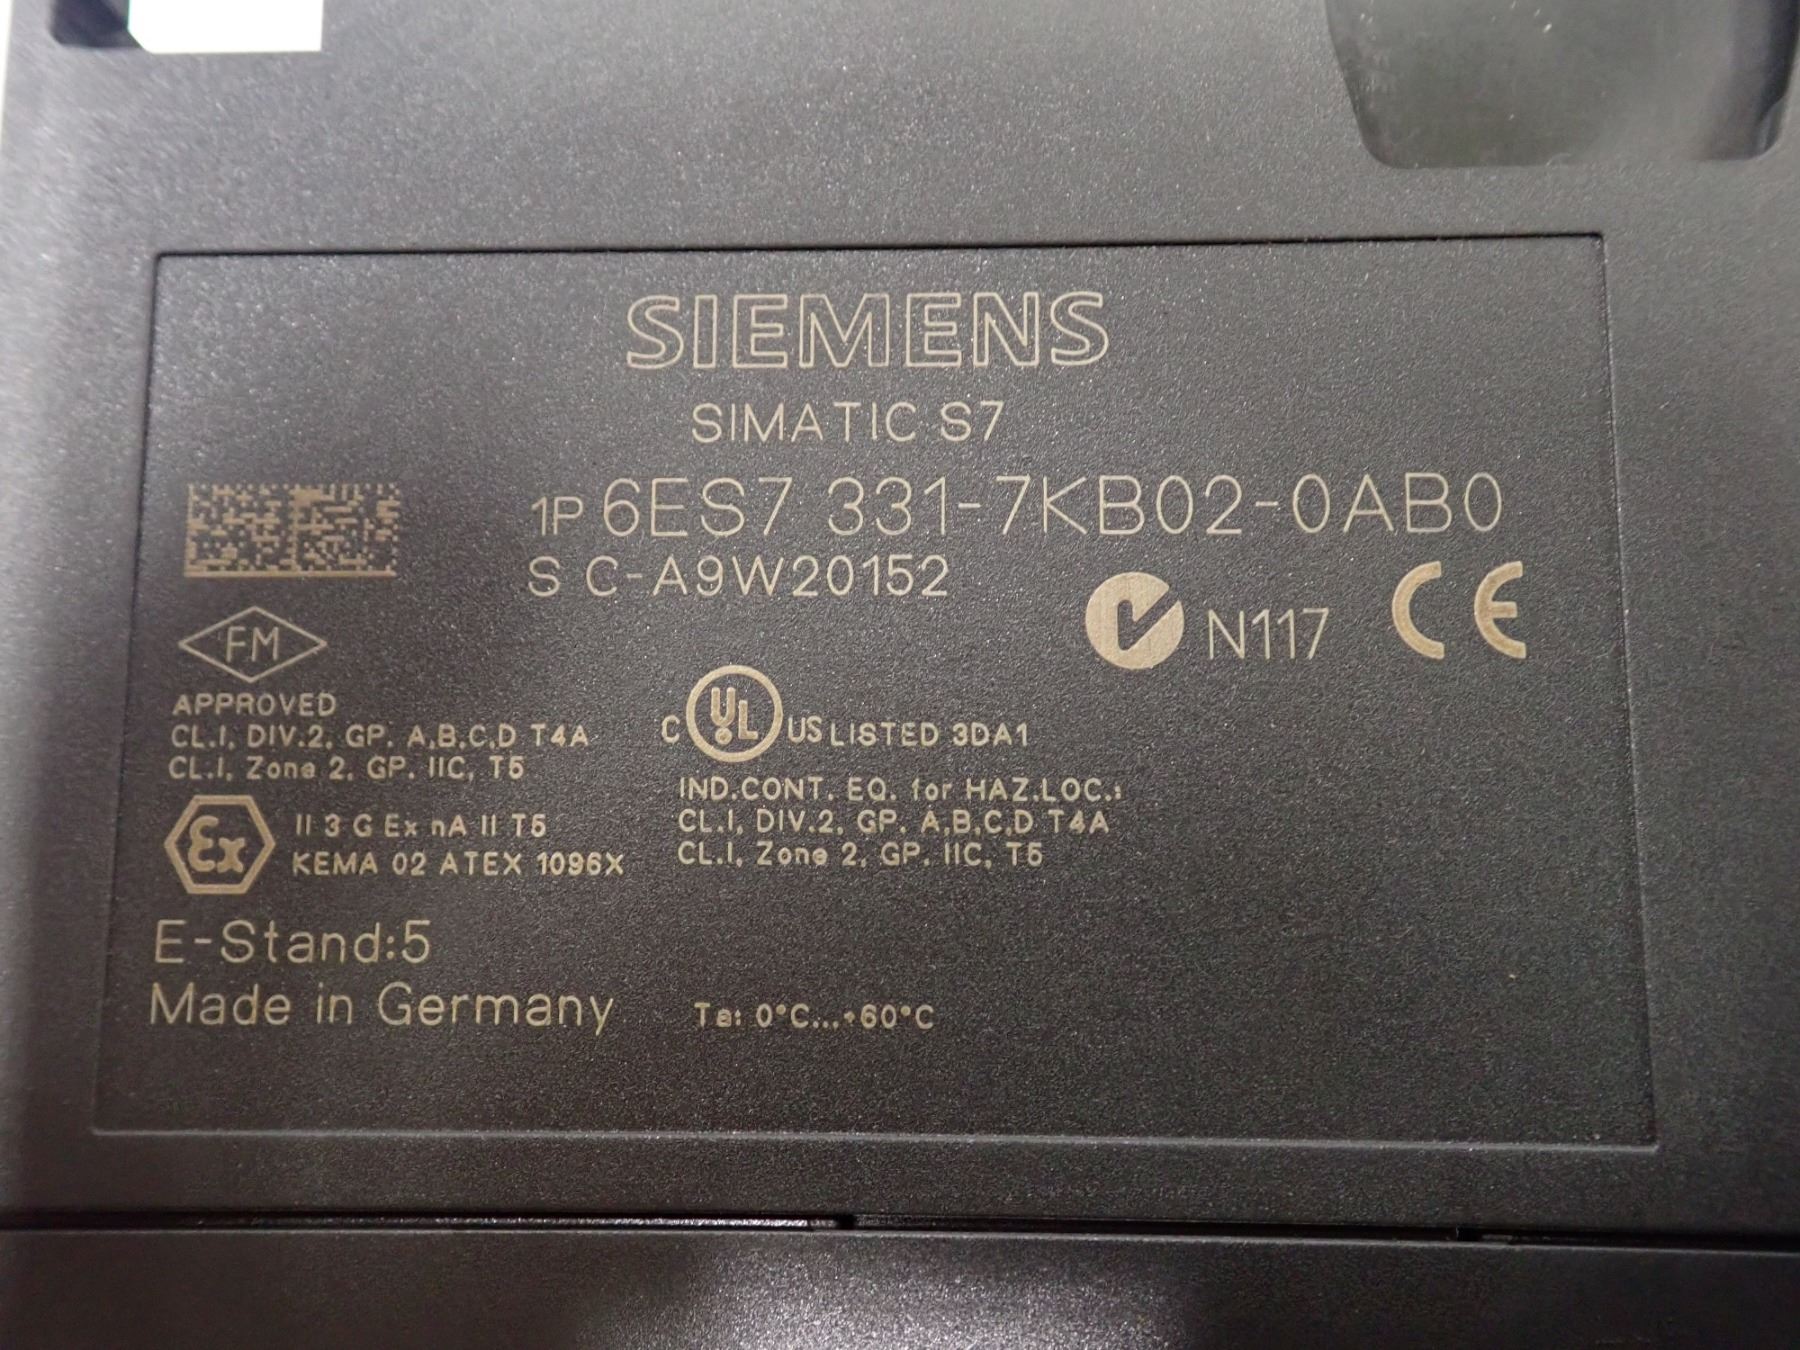 SIEMENS
SIMATIC S7
1P 6ES7 331-7KB02-0AB0
S C-A9W20152
N117 CE
FM
APPROVED
CL.I, DIV.2, GP. A,B,C,D T4A
CL.I, Zone 2, GP. IIC, T5
C UL US LISTED 3DA1
IND.CONT. EQ. for HAZ.LOC.:
CL.I, DIV.2, GP. A,B,C,D T4A
CL.I, Zone 2, GP. IIC, T5
Ex II 3 G Ex nA II T5
KEMA 02 ATEX 1096X
E-Stand:5
Made in Germany
Ta: 0°C...+60°C